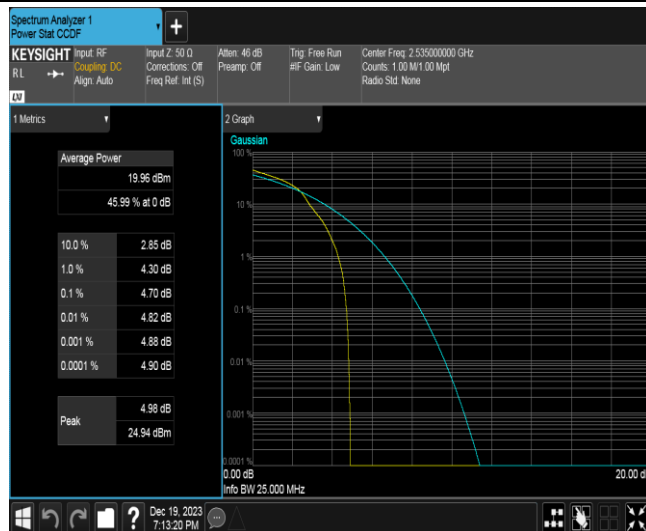 Spectrum Analyzer 1
Power Stat CCDF
+
KEYSIGHT
RL
LXI
Input: RF
Coupling: DC
Align: Auto
Input Z: 50 Ω
Corrections: Off
Freq Ref: Int (S)
Atten: 46 dB
Preamp: Off
Trig: Free Run
#IF Gain: Low
Center Freq: 2.535000000 GHz
Counts: 1.00 M/1.00 Mpt
Radio Std: None
1 Metrics
Average Power
19.96 dBm
45.99 % at 0 dB
10.0 % 2.85 dB
1.0 % 4.30 dB
0.1 % 4.70 dB
0.01 % 4.82 dB
0.001 % 4.88 dB
0.0001 % 4.90 dB
Peak
4.98 dB
24.94 dBm
2 Graph
Gaussian
100 %
10 %
1 %
0.1 %
0.01 %
0.001 %
0.0001 %
0.00 dB
20.00 d
Info BW 25.000 MHz
?
Dec 19, 2023
7:13:20 PM